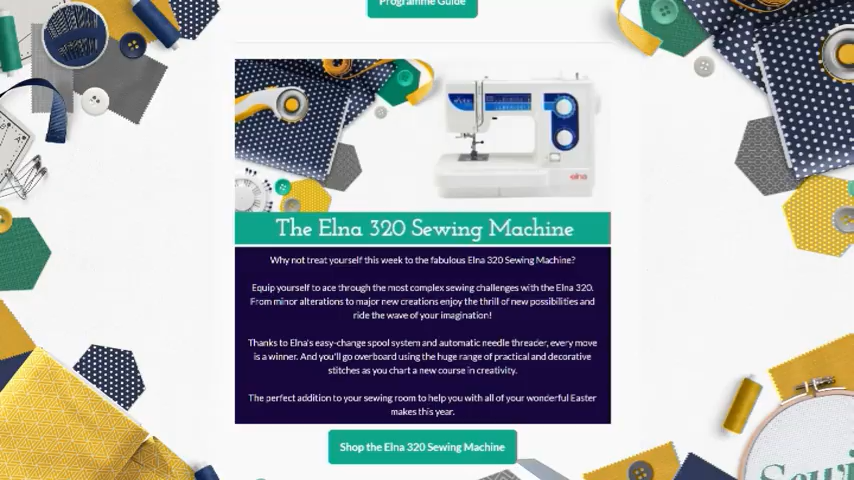 Programme Guide
elna
The Elna 320 Sewing Machine
Why not treat yourself this week to the fabulous Elna 320 Sewing Machine?
Equip yourself to ace through the most complex sewing challenges with the Elna 320.
From minor alterations to major new creations enjoy the thrill of new possibilities and
ride the wave of your imagination!
Thanks to Elna's easy-change spool system and automatic needle threader, every move
is a winner. And you'll go overboard using the huge range of practical and decorative
stitches as you chart a new course in creativity.
The perfect addition to your sewing room to help you with all of your wonderful Easter
makes this year.
Shop the Elna 320 Sewing Machine
Sewi